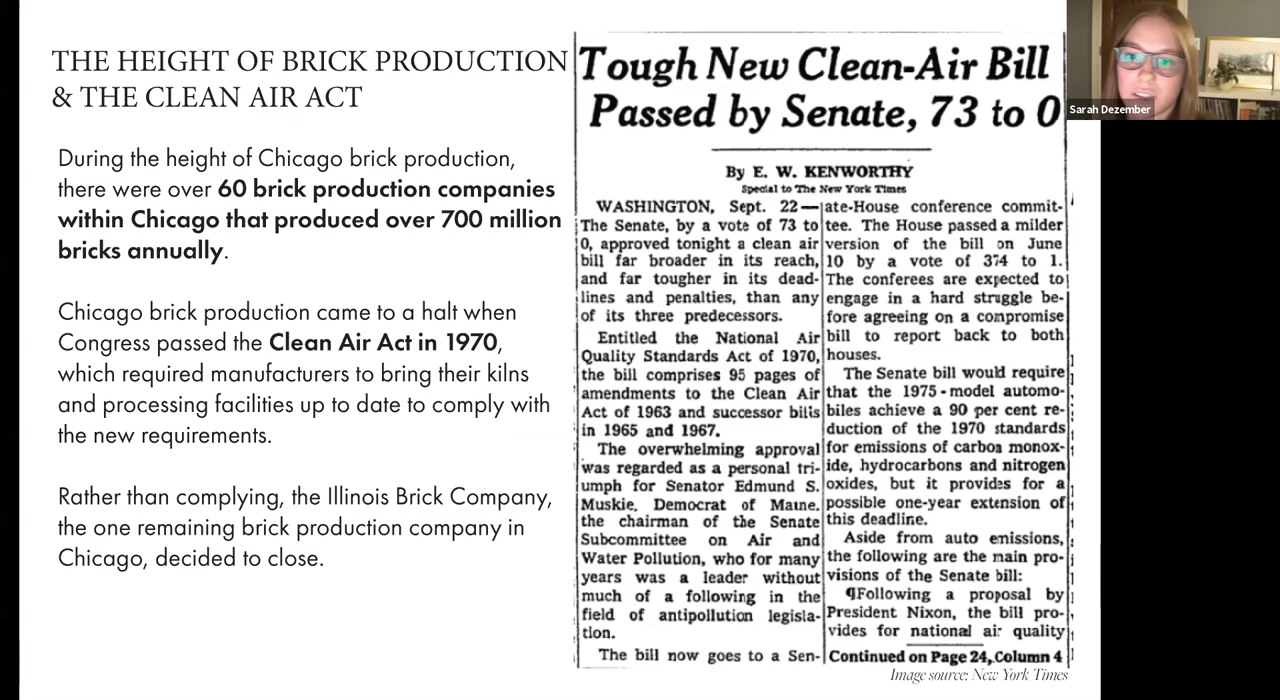 THE HEIGHT OF BRICK PRODUCTION
& THE CLEAN AIR ACT
During the height of Chicago brick production,
there were over 60 brick production companies
within Chicago that produced over 700 million
bricks annually.
Chicago brick production came to a halt when
Congress passed the Clean Air Act in 1970,
which required manufacturers to bring their kilns
and processing facilities up to date to comply with
the new requirements.
Rather than complying, the Illinois Brick Company,
the one remaining brick production company in
Chicago, decided to close.
Tough New Clean-Air Bill
Passed by Senate, 73 to 0
By E. W. KENWORTHY
Special to The New York Times
WASHINGTON, Sept. 22—
The Senate, by a vote of 73 to
0, approved tonight a clean air
bill far broader in its reach,
and far tougher in its dead-
lines and penalties, than any
of its three predecessors.
Entitled the National Air
Quality Standards Act of 1970,
the bill comprises 95 pages of
amendments to the Clean Air
Act of 1963 and successor bills
in 1965 and 1967.
The overwhelming approval
was regarded as a personal tri-
umph for Senator Edmund S.
Muskie, Democrat of Maine,
the chairman of the Senate
Subcommittee on Air and
Water Pollution, who for many
years was a leader without
much of a following in the
field of antipollution legisla-
tion.
The bill now goes to a Sen-
ate-House conference commit-
tee. The House passed a milder
version of the bill on June
10 by a vote of 374 to 1.
The conferees are expected to
engage in a hard struggle be-
fore agreeing on a compromise
bill to report back to both
houses.
The Senate bill would require
that the 1975-model automo-
biles achieve a 90 per cent re-
duction of the 1970 standards
for emissions of carbon monox-
ide, hydrocarbons and nitrogen
oxides, but it provides for a
possible one-year extension of
this deadline.
Aside from auto emissions,
the following are the main pro-
visions of the Senate bill:
¶Following a proposal by
President Nixon, the bill pro-
vides for national air quality
Continued on Page 24, Column 4
Image source: New York Times
Sarah Dezember